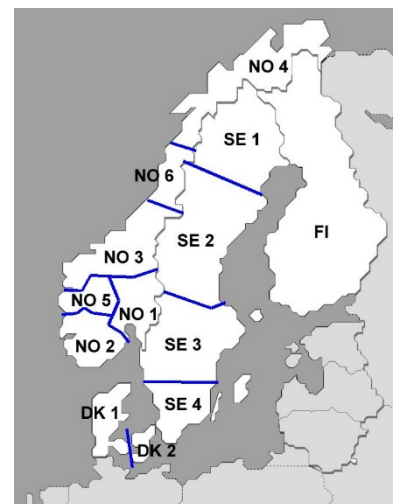 NO 4
SE 1
NO 6
SE 2
FI
NO 3
NO 5
NO 1
NO 2
SE 3
SE 4
DK 1
DK 2